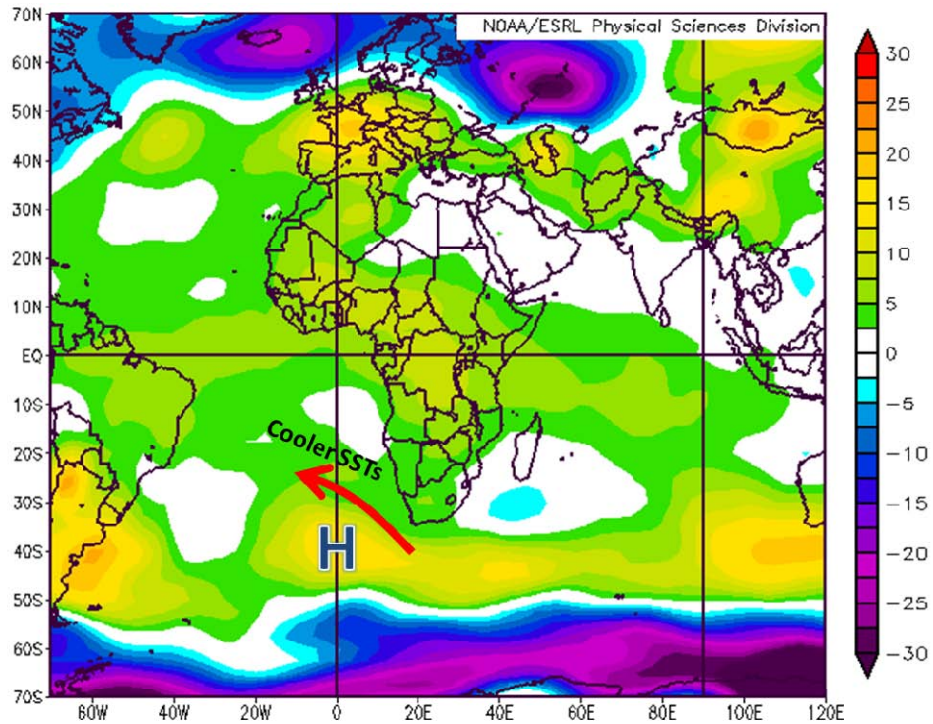 NOAA/ESRL Physical Sciences Division
70N
60N
50N
40N
30N
20N
10N
EQ
10S
20S
30S
40S
50S
60S
70S
Cooler SSTs
H
60W 40W 20W 0 20E 40E 60E 80E 100E 120E
30
25
20
15
10
5
0
−5
−10
−15
−20
−25
−30